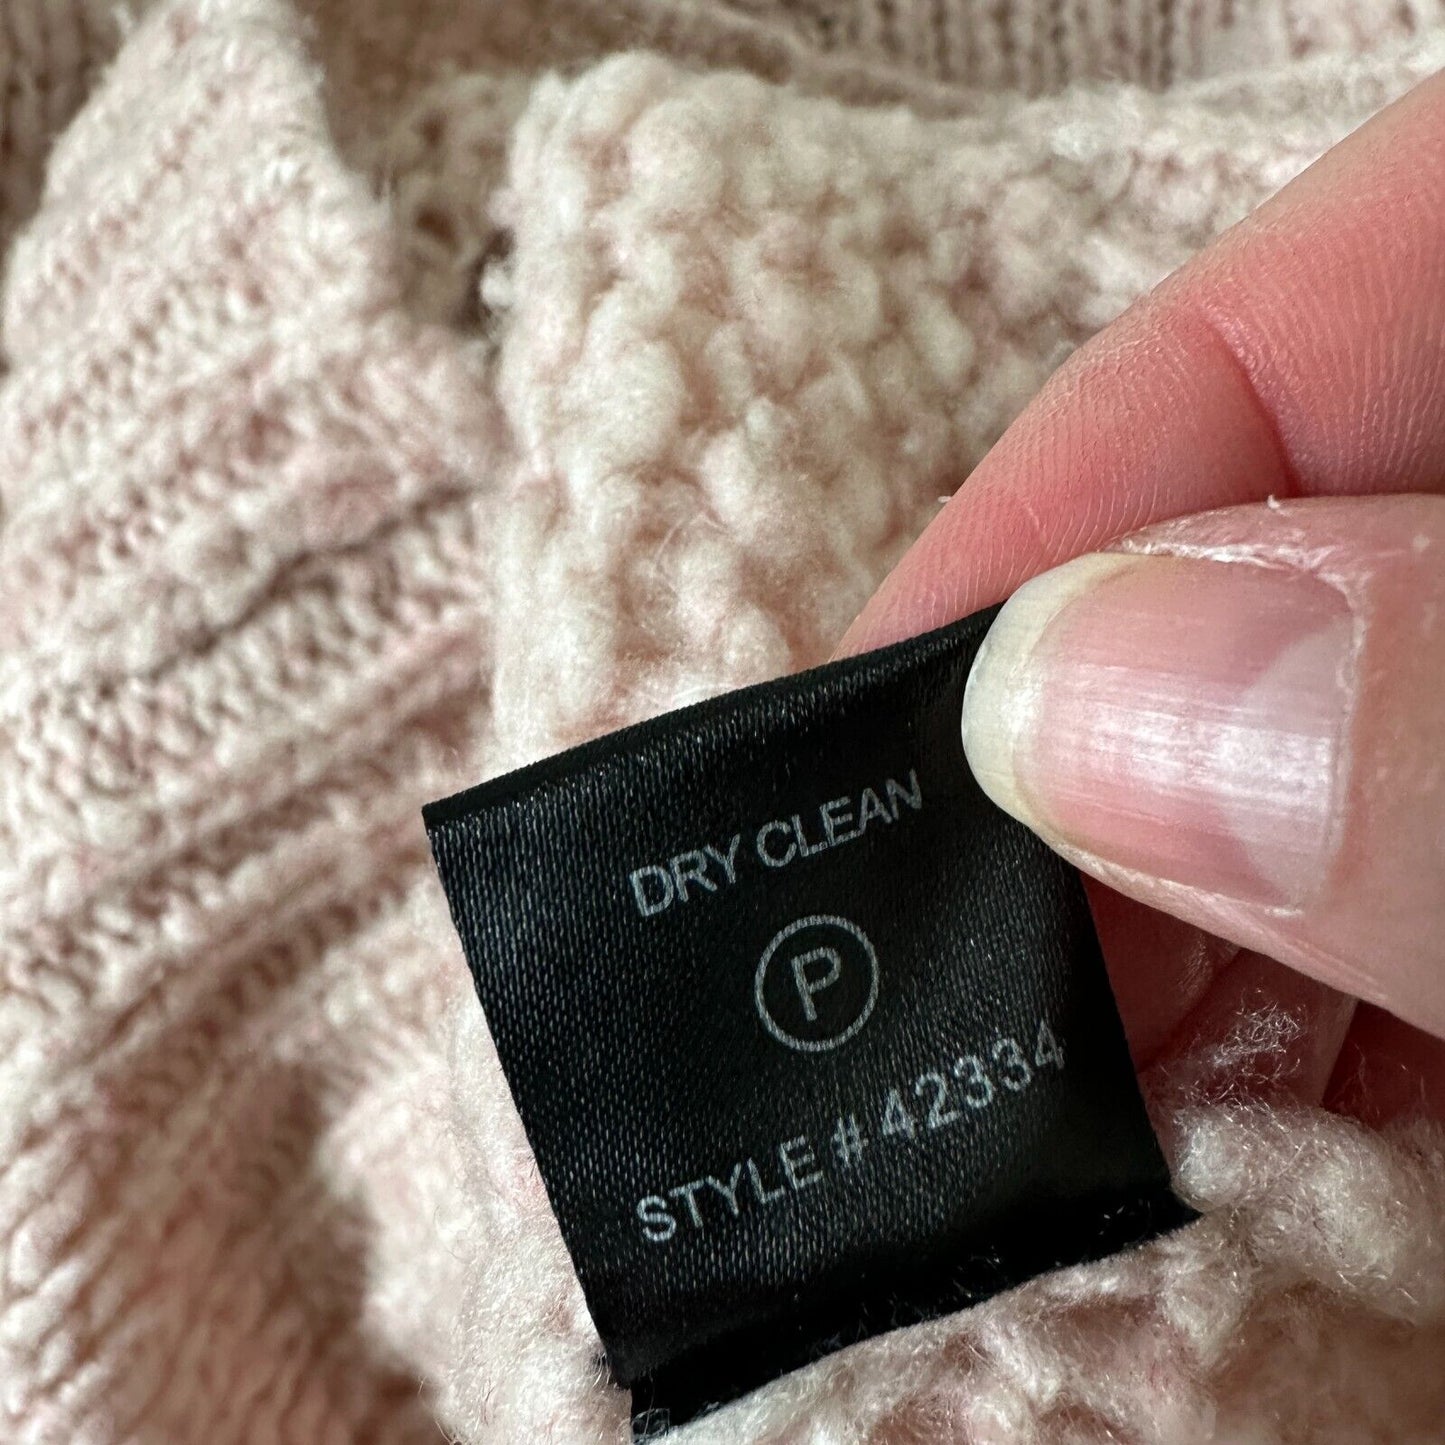 DRY CLEAN
P
STYLE # 42334